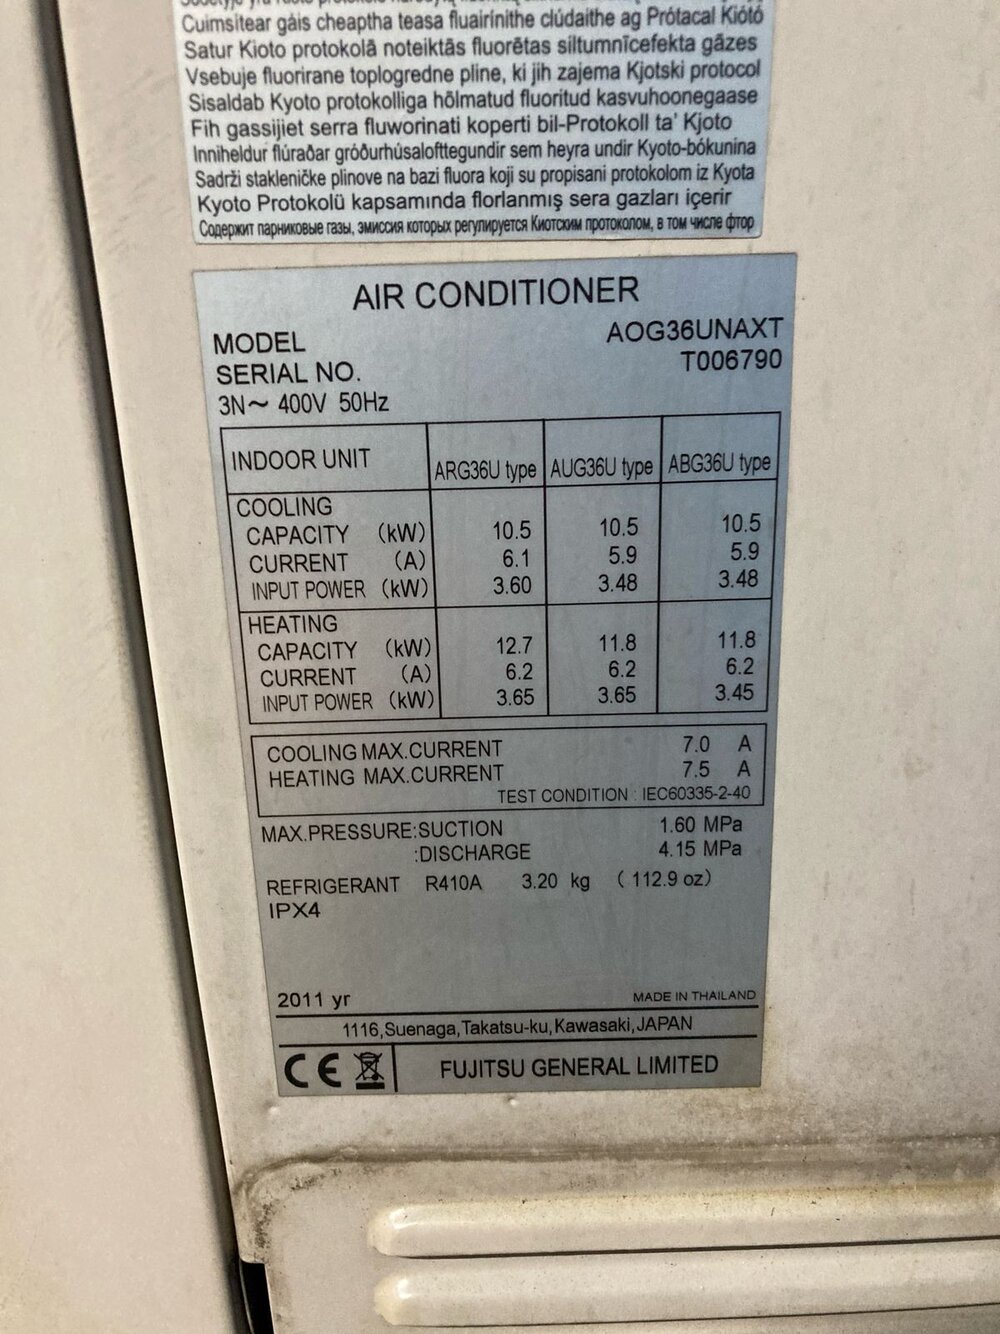 Cuimsítear gáis cheaptha teasa fluairínithe clúdaithe ag Prótacal Kiótó
Satur Kioto protokolā noteiktās fluorētas siltumnīcefekta gāzes
Vsebuje fluorirane toplogredne pline, ki jih zajema Kjotski protocol
Sisaldab Kyoto protokolliga hõlmatud fluoritud kasvuhoonegaase
Fih gassijiet serra fluworinati koperti bil-Protokoll ta' Kjoto
Inniheldur flúraðar gróðurhúsalofttegundir sem heyra undir Kyoto-bókunina
Sadrži stakleničke plinove na bazi fluora koji su propisani protokolom iz Kyota
Kyoto Protokolü kapsamında florlanmış sera gazları içerir
Содержит парниковые газы, эмиссия которых регулируется Киотским протоколом, в том числе фтор
AIR CONDITIONER
MODEL AOG36UNAXT
SERIAL NO. T006790
3N~ 400V 50Hz
INDOOR UNIT ARG36U type AUG36U type ABG36U type
COOLING
CAPACITY (kW) 10.5 10.5 10.5
CURRENT (A) 6.1 5.9 5.9
INPUT POWER (kW) 3.60 3.48 3.48
HEATING
CAPACITY (kW) 12.7 11.8 11.8
CURRENT (A) 6.2 6.2 6.2
INPUT POWER (kW) 3.65 3.65 3.45
COOLING MAX.CURRENT 7.0 A
HEATING MAX.CURRENT 7.5 A
TEST CONDITION : IEC60335-2-40
MAX.PRESSURE:SUCTION 1.60 MPa
:DISCHARGE 4.15 MPa
REFRIGERANT R410A 3.20 kg (112.9 oz)
IPX4
2011 yr MADE IN THAILAND
1116,Suenaga,Takatsu-ku,Kawasaki,JAPAN
CE FUJITSU GENERAL LIMITED